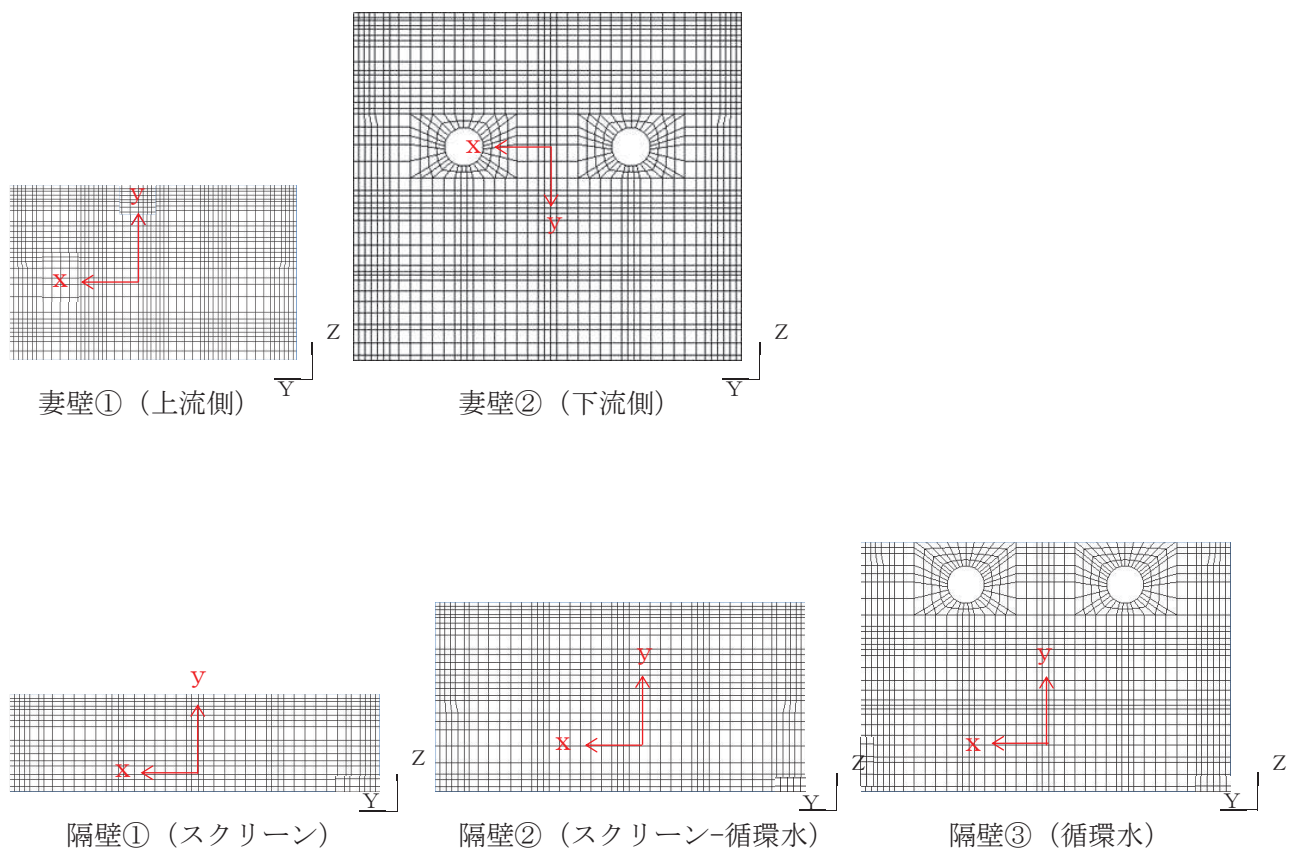 y
x
Z
Y
妻壁①（上流側）
x
y
Z
Y
妻壁②（下流側）
y
x
Z
Y
隔壁①（スクリーン）
y
x
Z
Y
隔壁②（スクリーン-循環水）
y
x
Z
Y
隔壁③（循環水）